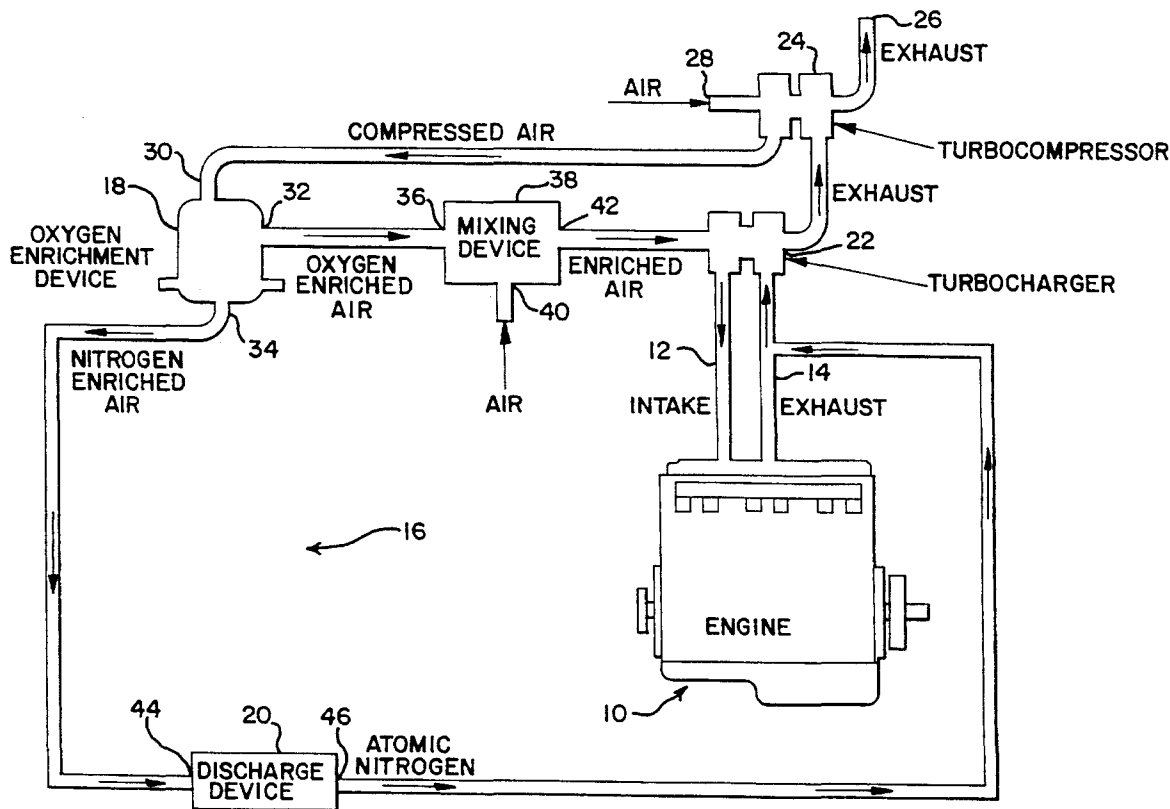 26
24
EXHAUST
28
AIR
COMPRESSED AIR
TURBOCOMPRESSOR
30
18
32
36
38
42
EXHAUST
MIXING
DEVICE
OXYGEN
ENRICHMENT
DEVICE
OXYGEN
ENRICHED
AIR
ENRICHED
AIR
22
TURBOCHARGER
40
34
NITROGEN
ENRICHED
AIR
12
14
AIR
INTAKE
EXHAUST
16
ENGINE
10
44
20
46
ATOMIC
NITROGEN
DISCHARGE
DEVICE